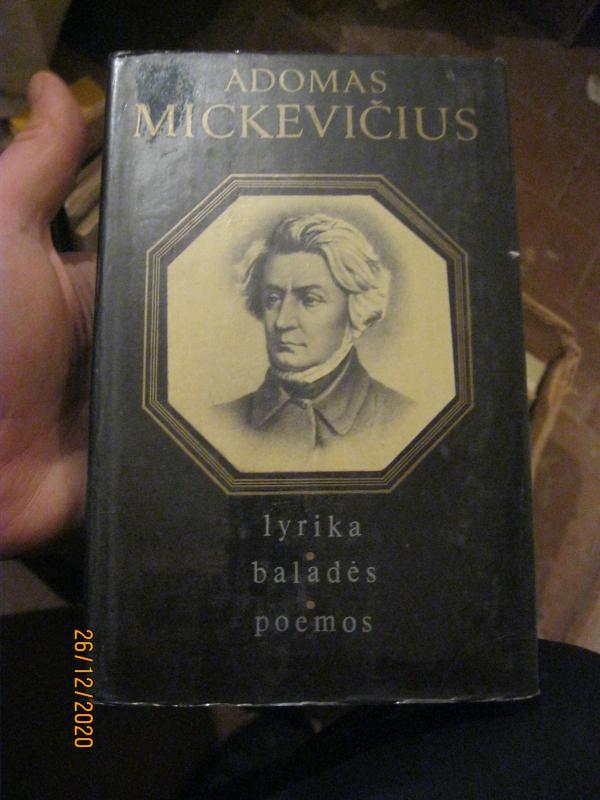 ADOMAS
MICKEVIČIUS
lyrika
baladės
poemos
26/12/2020